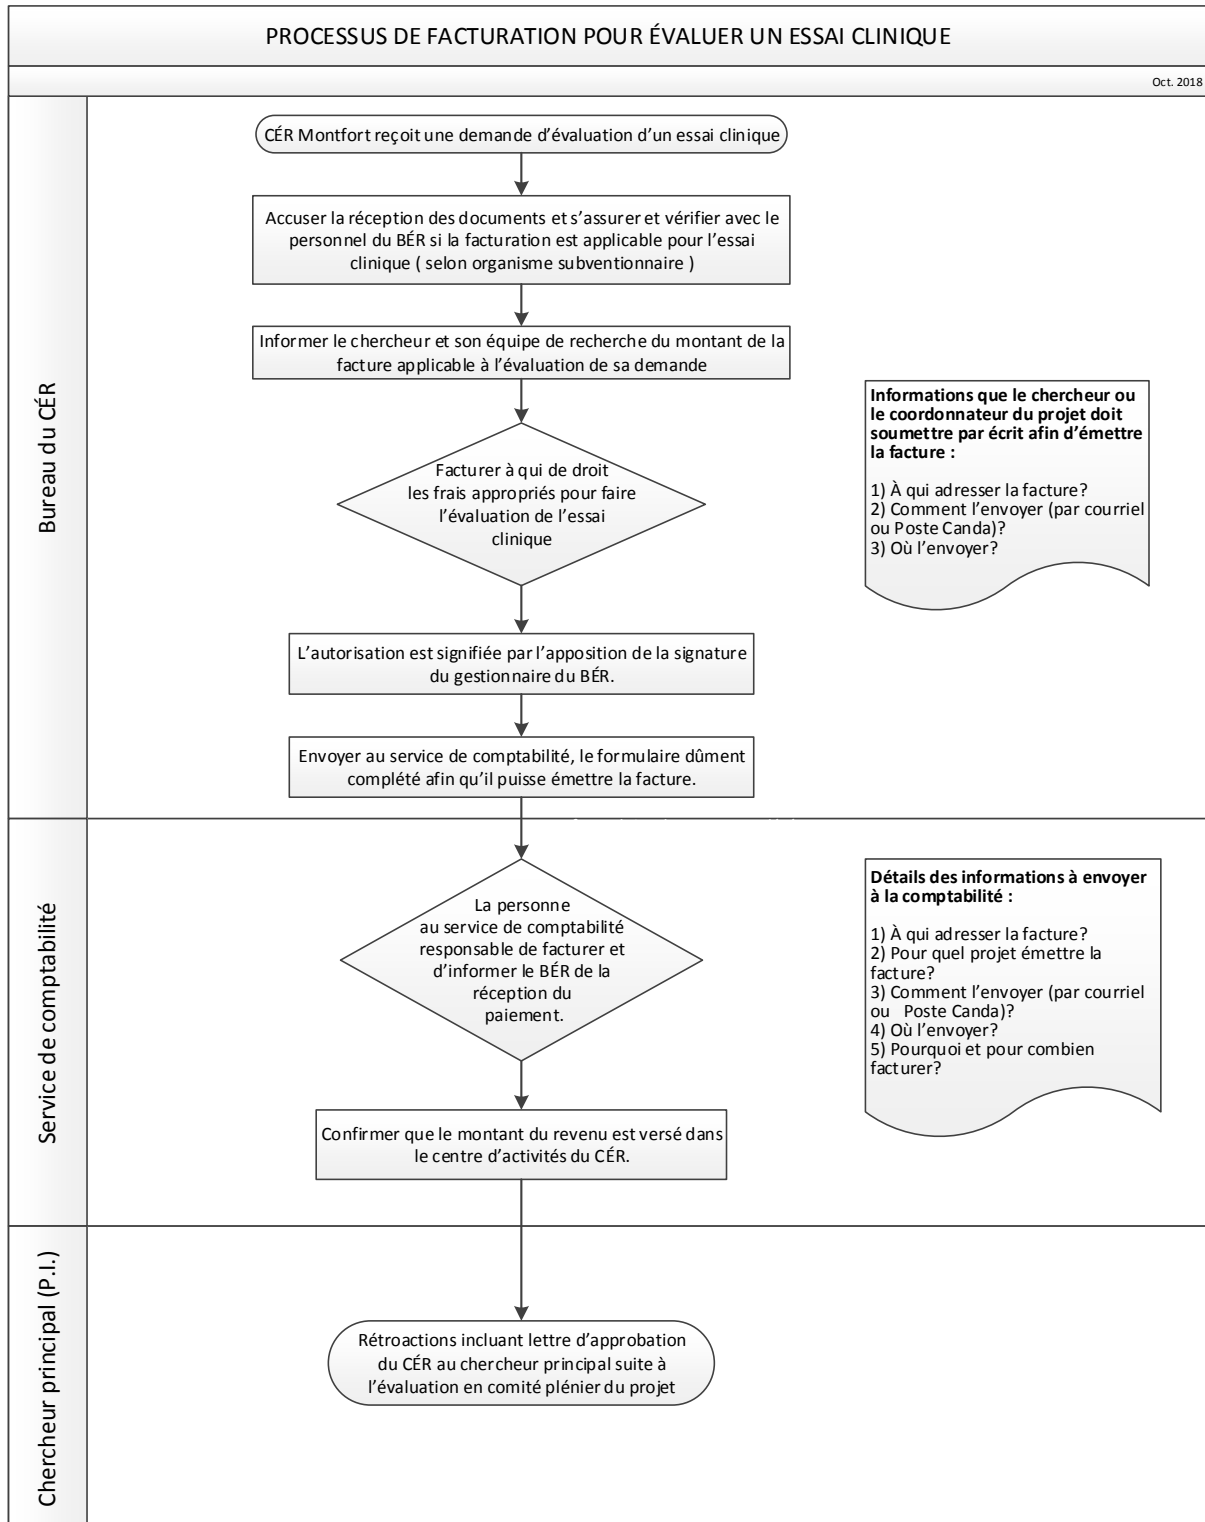 PROCESSUS DE FACTURATION POUR ÉVALUER UN ESSAI CLINIQUE
Oct. 2018
Bureau du CÉR
CÉR Montfort reçoit une demande d’évaluation d’un essai clinique
Accuser la réception des documents et s’assurer et vérifier avec le
personnel du BÉR si la facturation est applicable pour l’essai
clinique ( selon organisme subventionnaire )
Informer le chercheur et son équipe de recherche du montant de la
facture applicable à l’évaluation de sa demande
Facturer à qui de droit
les frais appropriés pour faire
l’évaluation de l’essai
clinique
Informations que le chercheur ou
le coordonnateur du projet doit
soumettre par écrit afin d’émettre
la facture :
1) À qui adresser la facture?
2) Comment l’envoyer (par courriel
ou Poste Canda)?
3) Où l’envoyer?
L’autorisation est signifiée par l’apposition de la signature
du gestionnaire du BÉR.
Envoyer au service de comptabilité, le formulaire dûment
complété afin qu’il puisse émettre la facture.
Service de comptabilité
La personne
au service de comptabilité
responsable de facturer et
d’informer le BÉR de la
réception du
paiement.
Détails des informations à envoyer
à la comptabilité :
1) À qui adresser la facture?
2) Pour quel projet émettre la
facture?
3) Comment l’envoyer (par courriel
ou Poste Canda)?
4) Où l’envoyer?
5) Pourquoi et pour combien
facturer?
Confirmer que le montant du revenu est versé dans
le centre d’activités du CÉR.
Chercheur principal (P.I.)
Rétroactions incluant lettre d’approbation
du CÉR au chercheur principal suite à
l’évaluation en comité plénier du projet